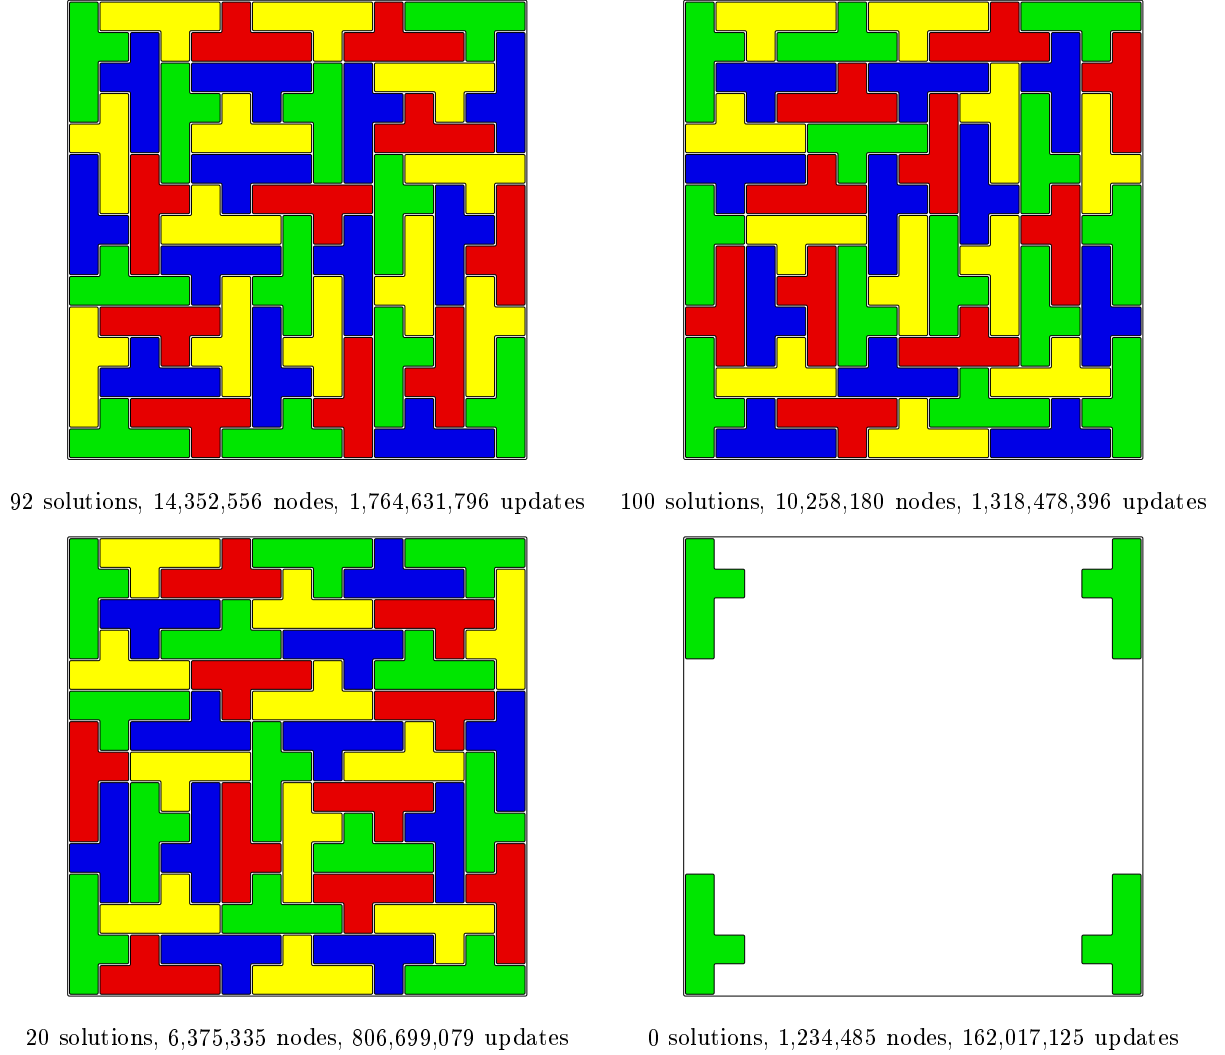 92 solutions, 14,352,556 nodes, 1,764,631,796 updates
100 solutions, 10,258,180 nodes, 1,318,478,396 updates
20 solutions, 6,375,335 nodes, 806,699,079 updates
0 solutions, 1,234,485 nodes, 162,017,125 updates